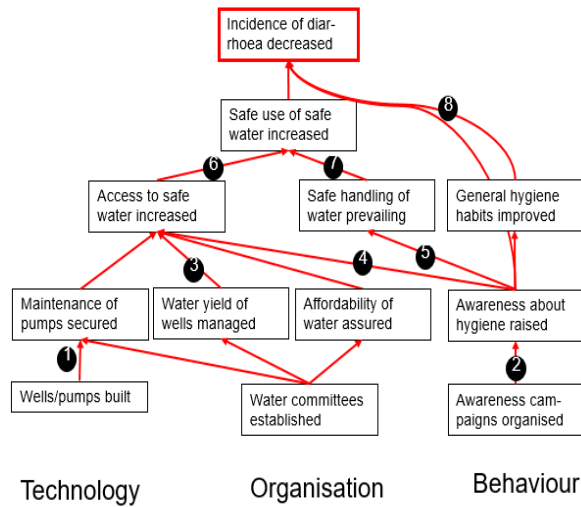 Incidence of diar-
rhoea decreased
8
Safe use of safe
water increased
6
7
Access to safe
water increased
Safe handling of
water prevailing
General hygiene
habits improved
3
4
5
Maintenance of
pumps secured
Water yield of
wells managed
Affordability of
water assured
Awareness about
hygiene raised
1
2
Wells/pumps built
Water committees
established
Awareness cam-
paigns organised
Technology
Organisation
Behaviour